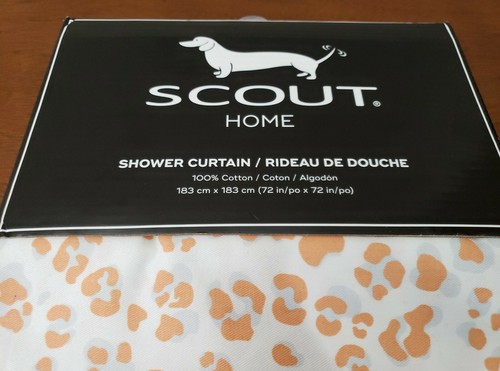 SCOUT®
HOME
SHOWER CURTAIN / RIDEAU DE DOUCHE
100% Cotton / Coton / Algodòn
183 cm x 183 cm (72 in/po x 72 in/po)